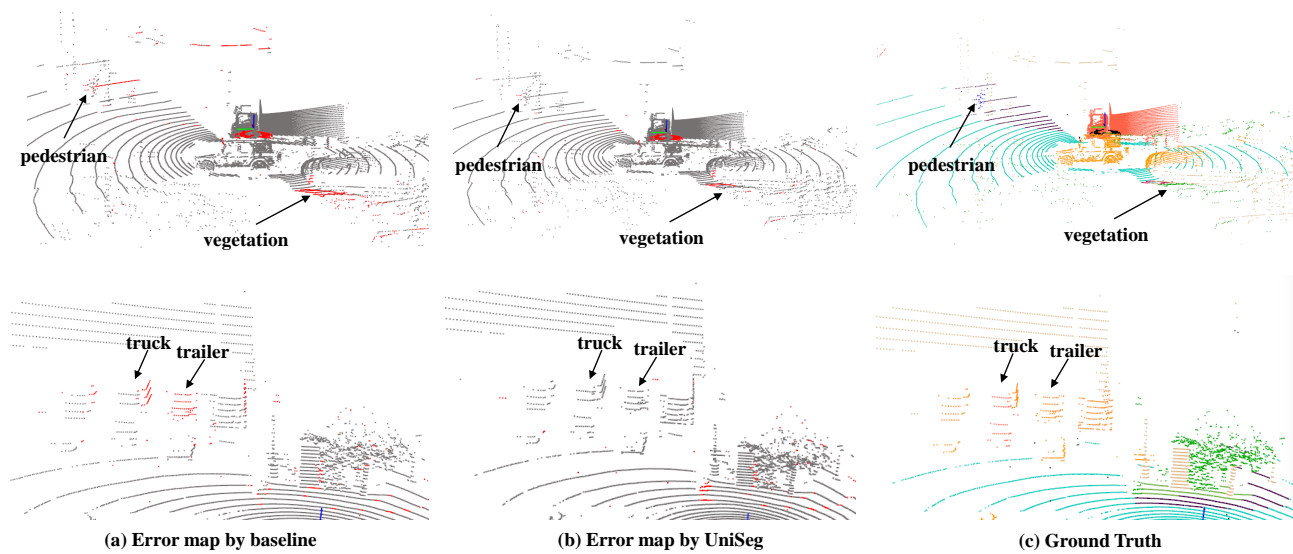 pedestrian
vegetation
pedestrian
vegetation
pedestrian
vegetation
truck
trailer
truck
trailer
truck
trailer
(a) Error map by baseline
(b) Error map by UniSeg
(c) Ground Truth